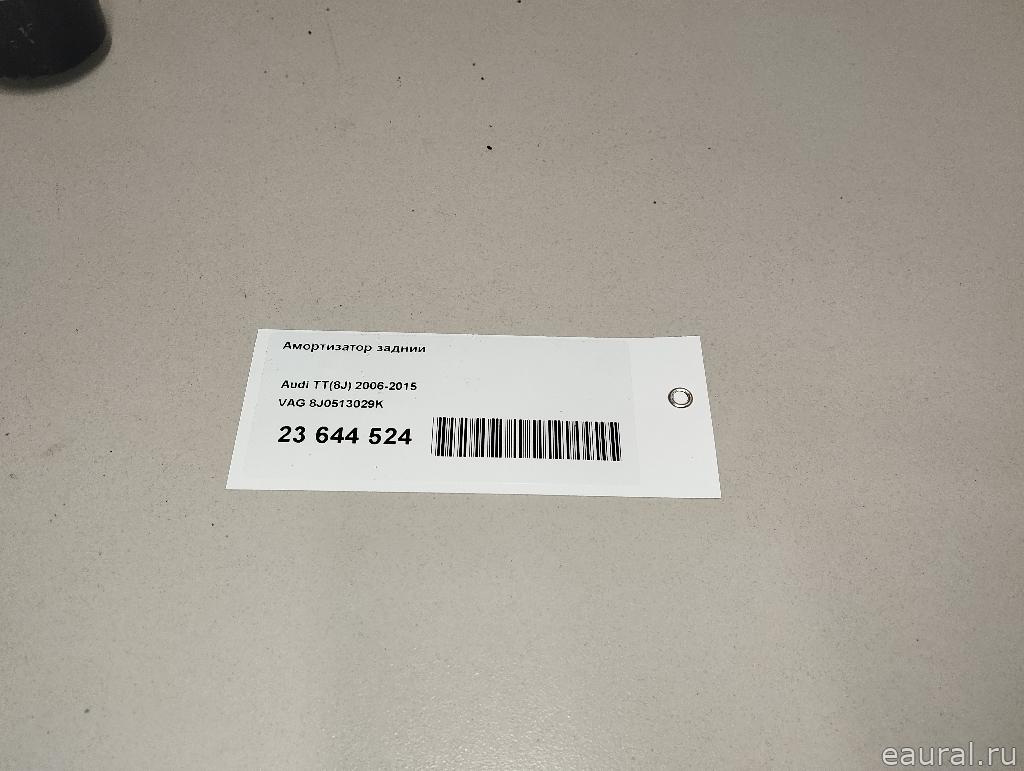 Амортизатор задний
Audi TT(8J) 2006-2015
VAG 8J0513029K
23 644 524
eaural.ru